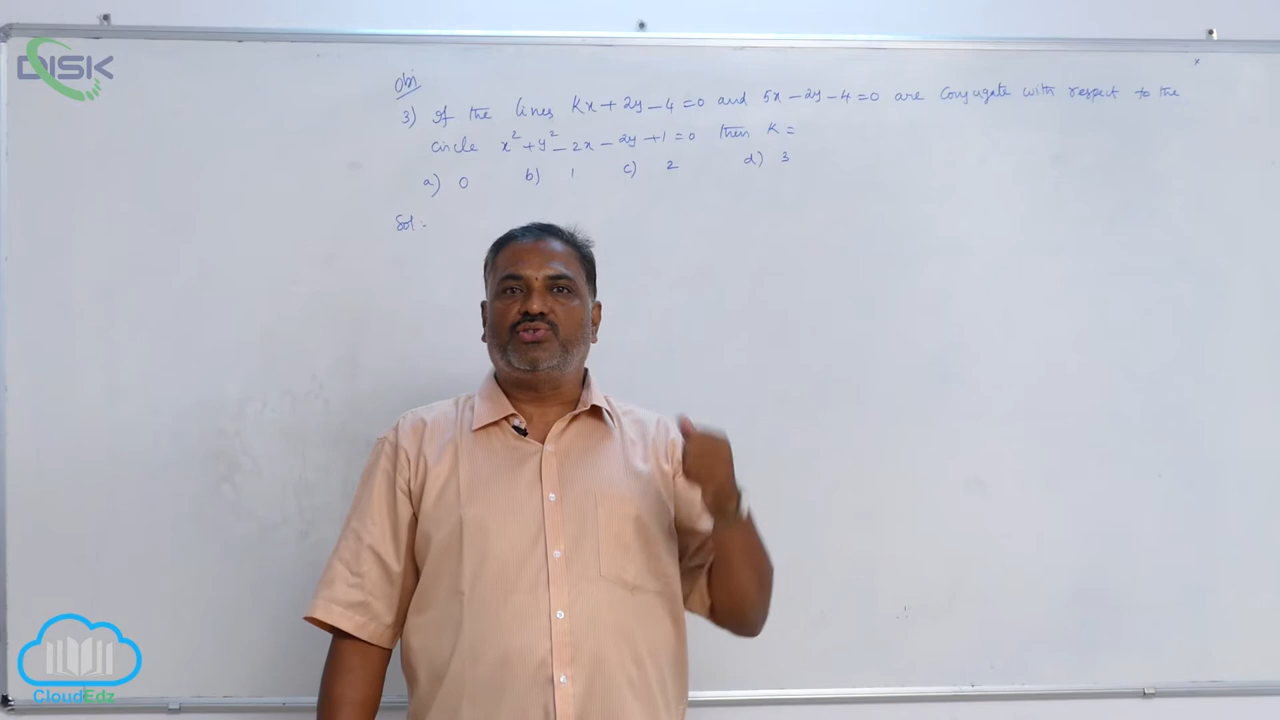 DISK
Obj
3) If the lines Kx + 2y - 4 = 0 and 5x - 2y - 4 = 0 are Conjugate with respect to the
circle x² + y² - 2x - 2y + 1 = 0 then K =
a) 0 b) 1 c) 2 d) 3
Sol :-
CloudEdz